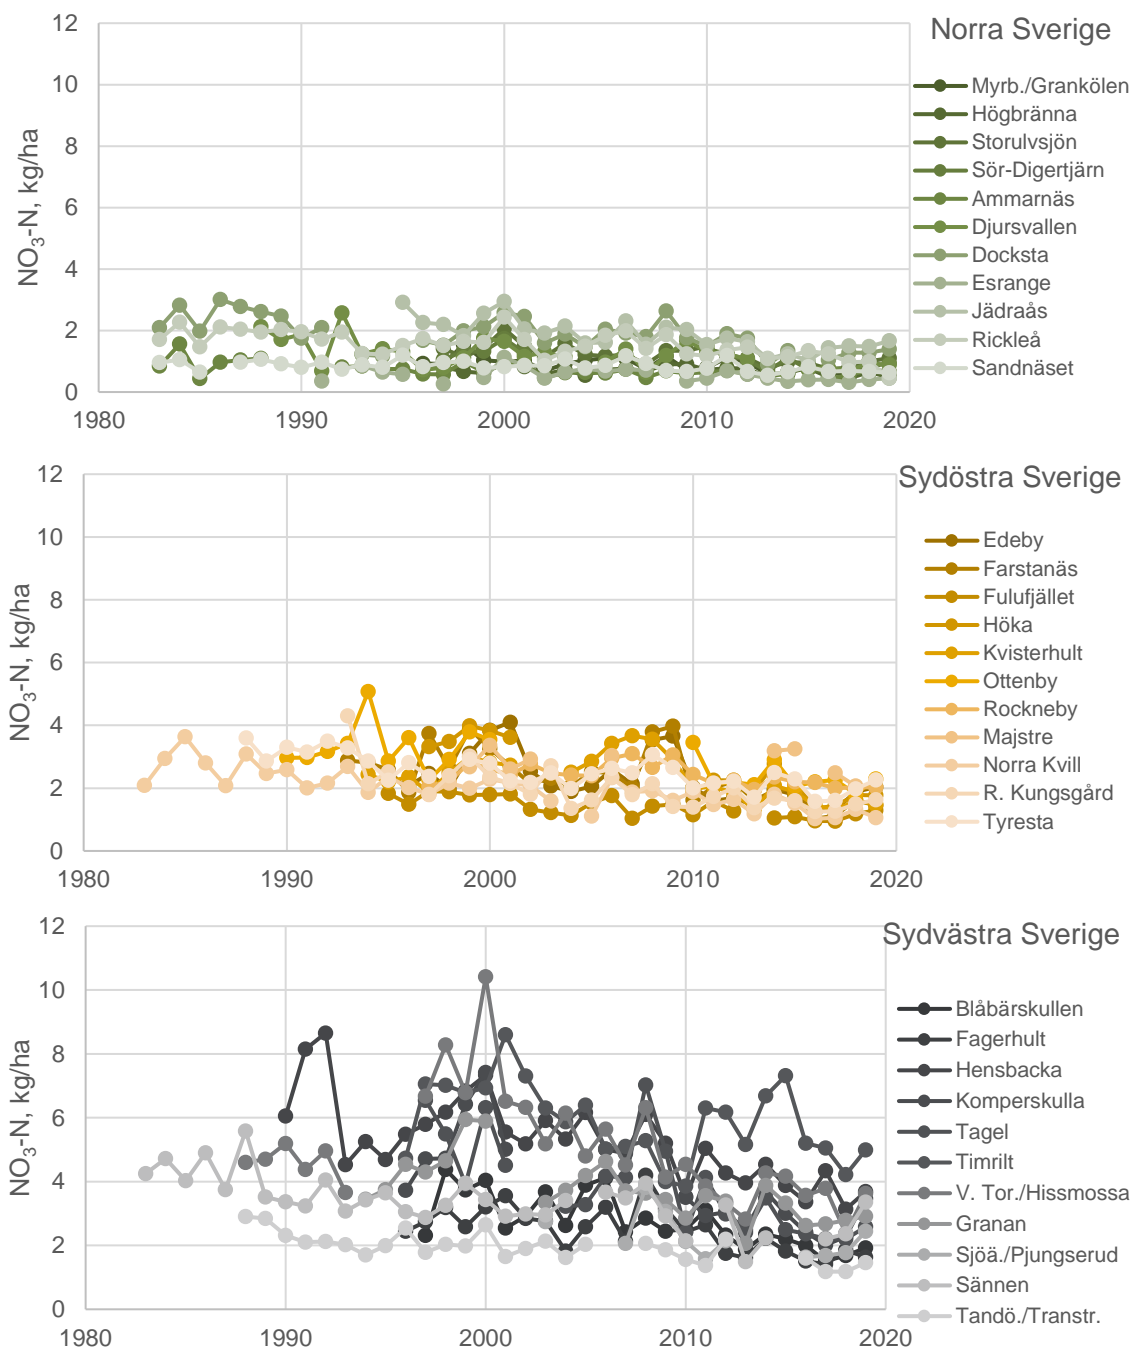 Norra Sverige
12
10
8
6
4
2
0
NO₃-N, kg/ha
1980
1990
2000
2010
2020
Myrb./Grankölen
Högbränna
Storulvsjön
Sör-Digertjärn
Ammarnäs
Djursvallen
Docksta
Esrange
Jädraås
Rickleå
Sandnäset
Sydöstra Sverige
12
10
8
6
4
2
0
NO₃-N, kg/ha
1980
1990
2000
2010
2020
Edeby
Farstanäs
Fulufjället
Höka
Kvisterhult
Ottenby
Rockneby
Majstre
Norra Kvill
R. Kungsgård
Tyresta
Sydvästra Sverige
12
10
8
6
4
2
0
NO₃-N, kg/ha
1980
1990
2000
2010
2020
Blåbärskullen
Fagerhult
Hensbacka
Komperskulla
Tagel
Timrilt
V. Tor./Hissmossa
Granan
Sjöä./Pjungserud
Sännen
Tandö./Transtr.